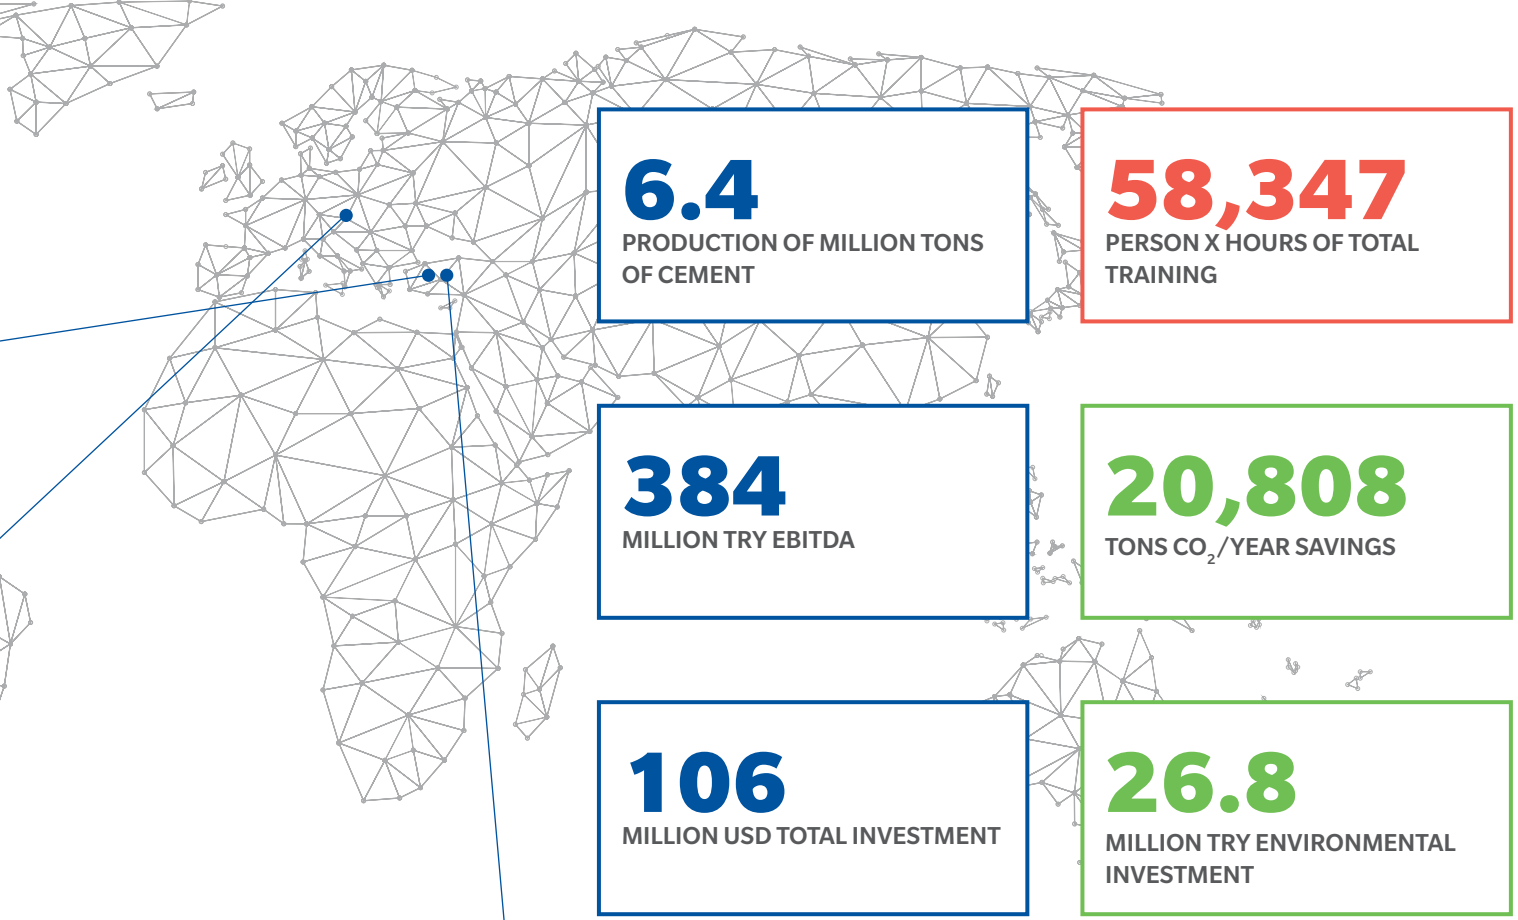 6.4
PRODUCTION OF MILLION TONS
OF CEMENT
58,347
PERSON X HOURS OF TOTAL
TRAINING
384
MILLION TRY EBITDA
20,808
TONS CO₂/YEAR SAVINGS
106
MILLION USD TOTAL INVESTMENT
26.8
MILLION TRY ENVIRONMENTAL
INVESTMENT